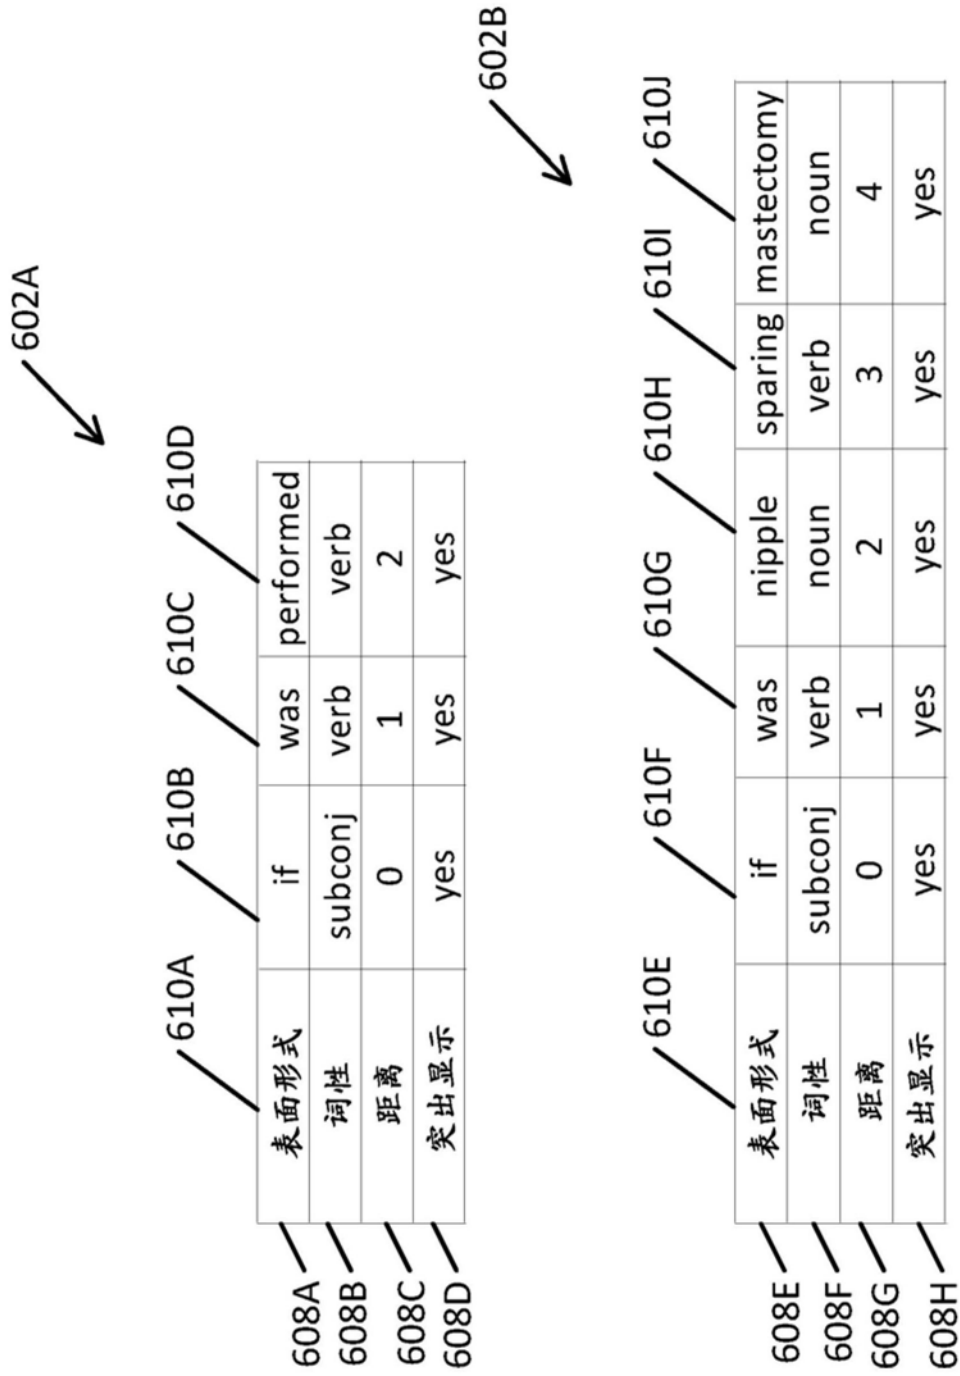 602A
610A 610B 610C 610D
608A 表面形式 if was performed
608B 词性 subconj verb verb
608C 距离 0 1 2
608D 突出显示 yes yes yes
602B
610E 610F 610G 610H 610I 610J
608E 表面形式 if was nipple sparing mastectomy
608F 词性 subconj verb noun verb noun
608G 距离 0 1 2 3 4
608H 突出显示 yes yes yes yes yes